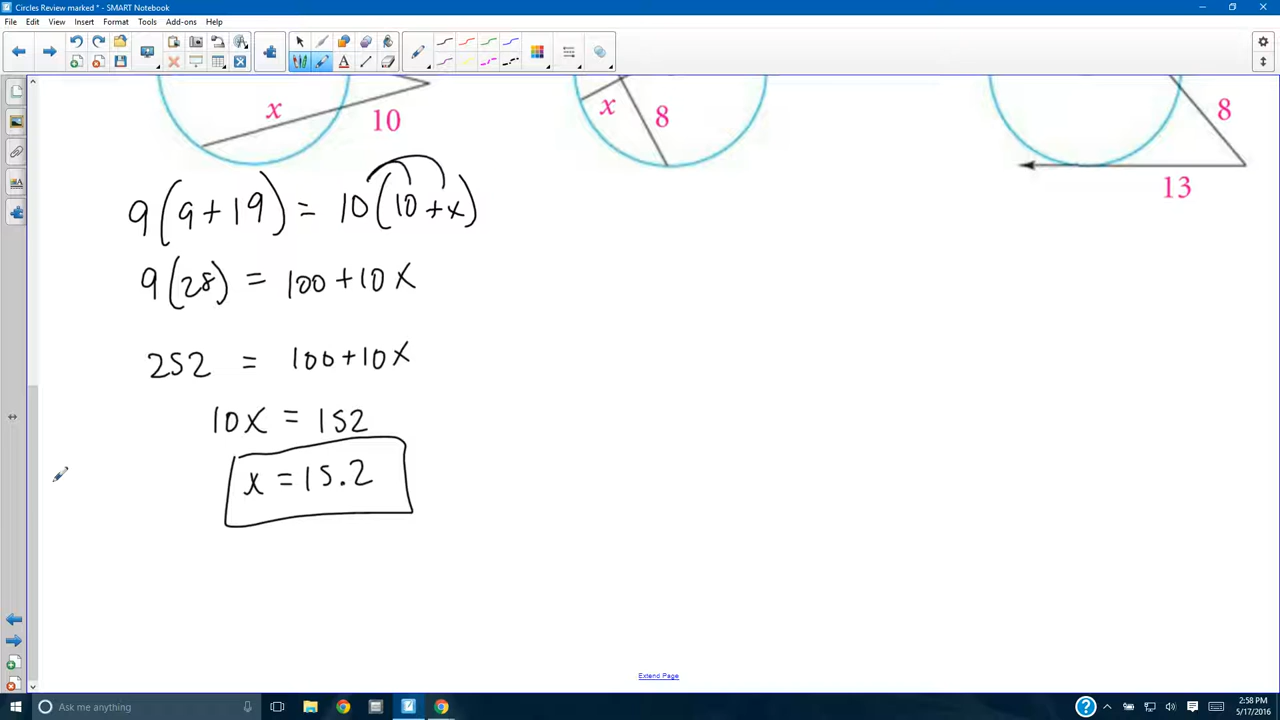 Circles Review marked * - SMART Notebook
File Edit View Insert Format Tools Add-ons Help
x
10
x
8
8
13
9(9+19) = 10(10+x)
9(28) = 100+10x
252 = 100+10x
10x = 152
x = 15.2
Extend Page
Ask me anything
2:58 PM
5/17/2016